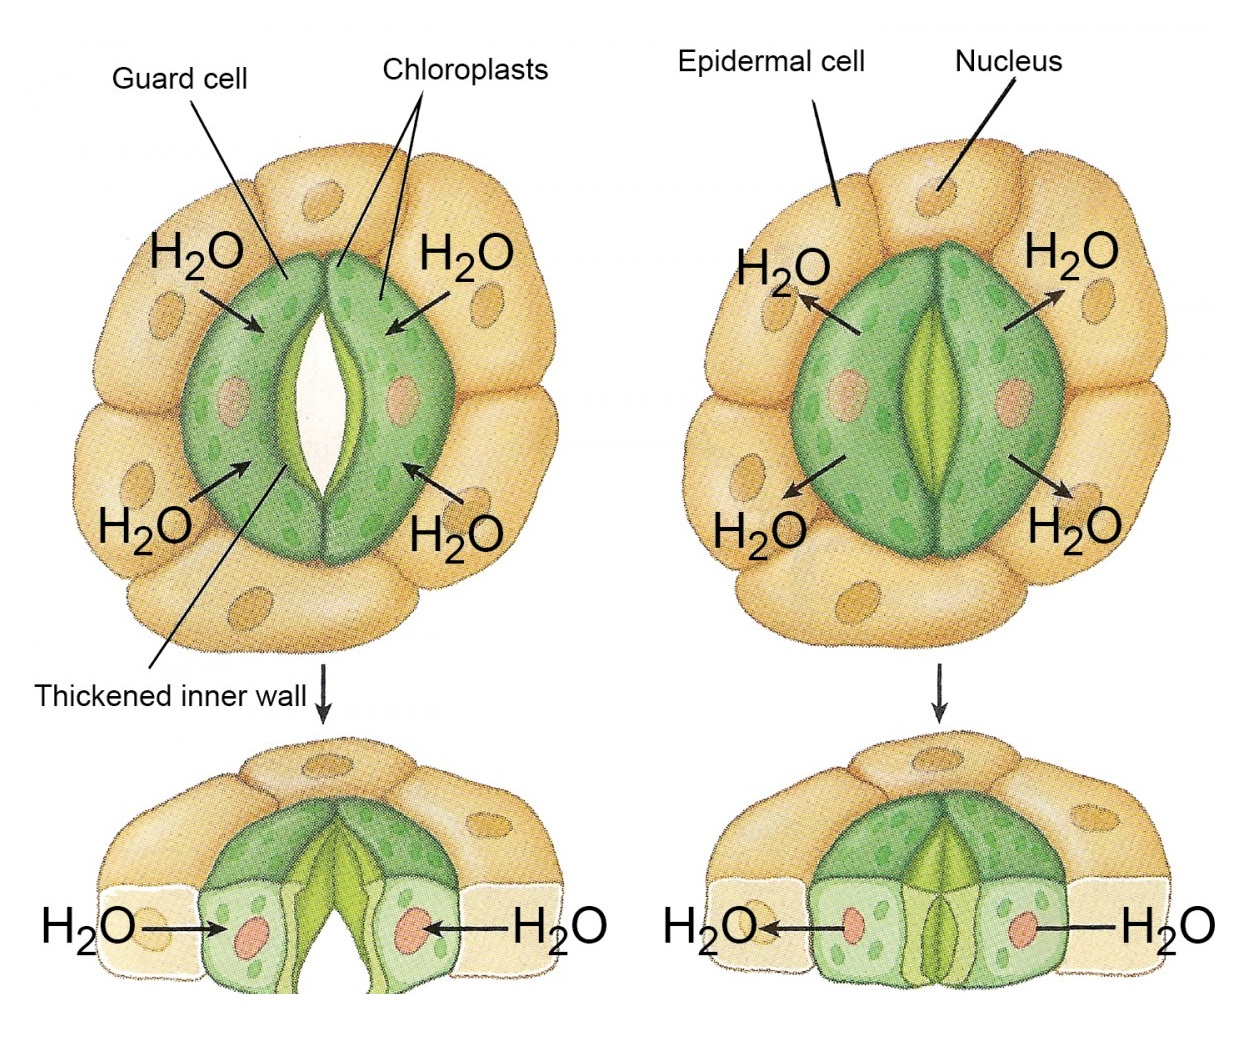 Guard cell
Chloroplasts
Epidermal cell
Nucleus
H₂O
H₂O
H₂O
H₂O
H₂O
H₂O
H₂O
H₂O
Thickened inner wall
H₂O
H₂O
H₂O
H₂O